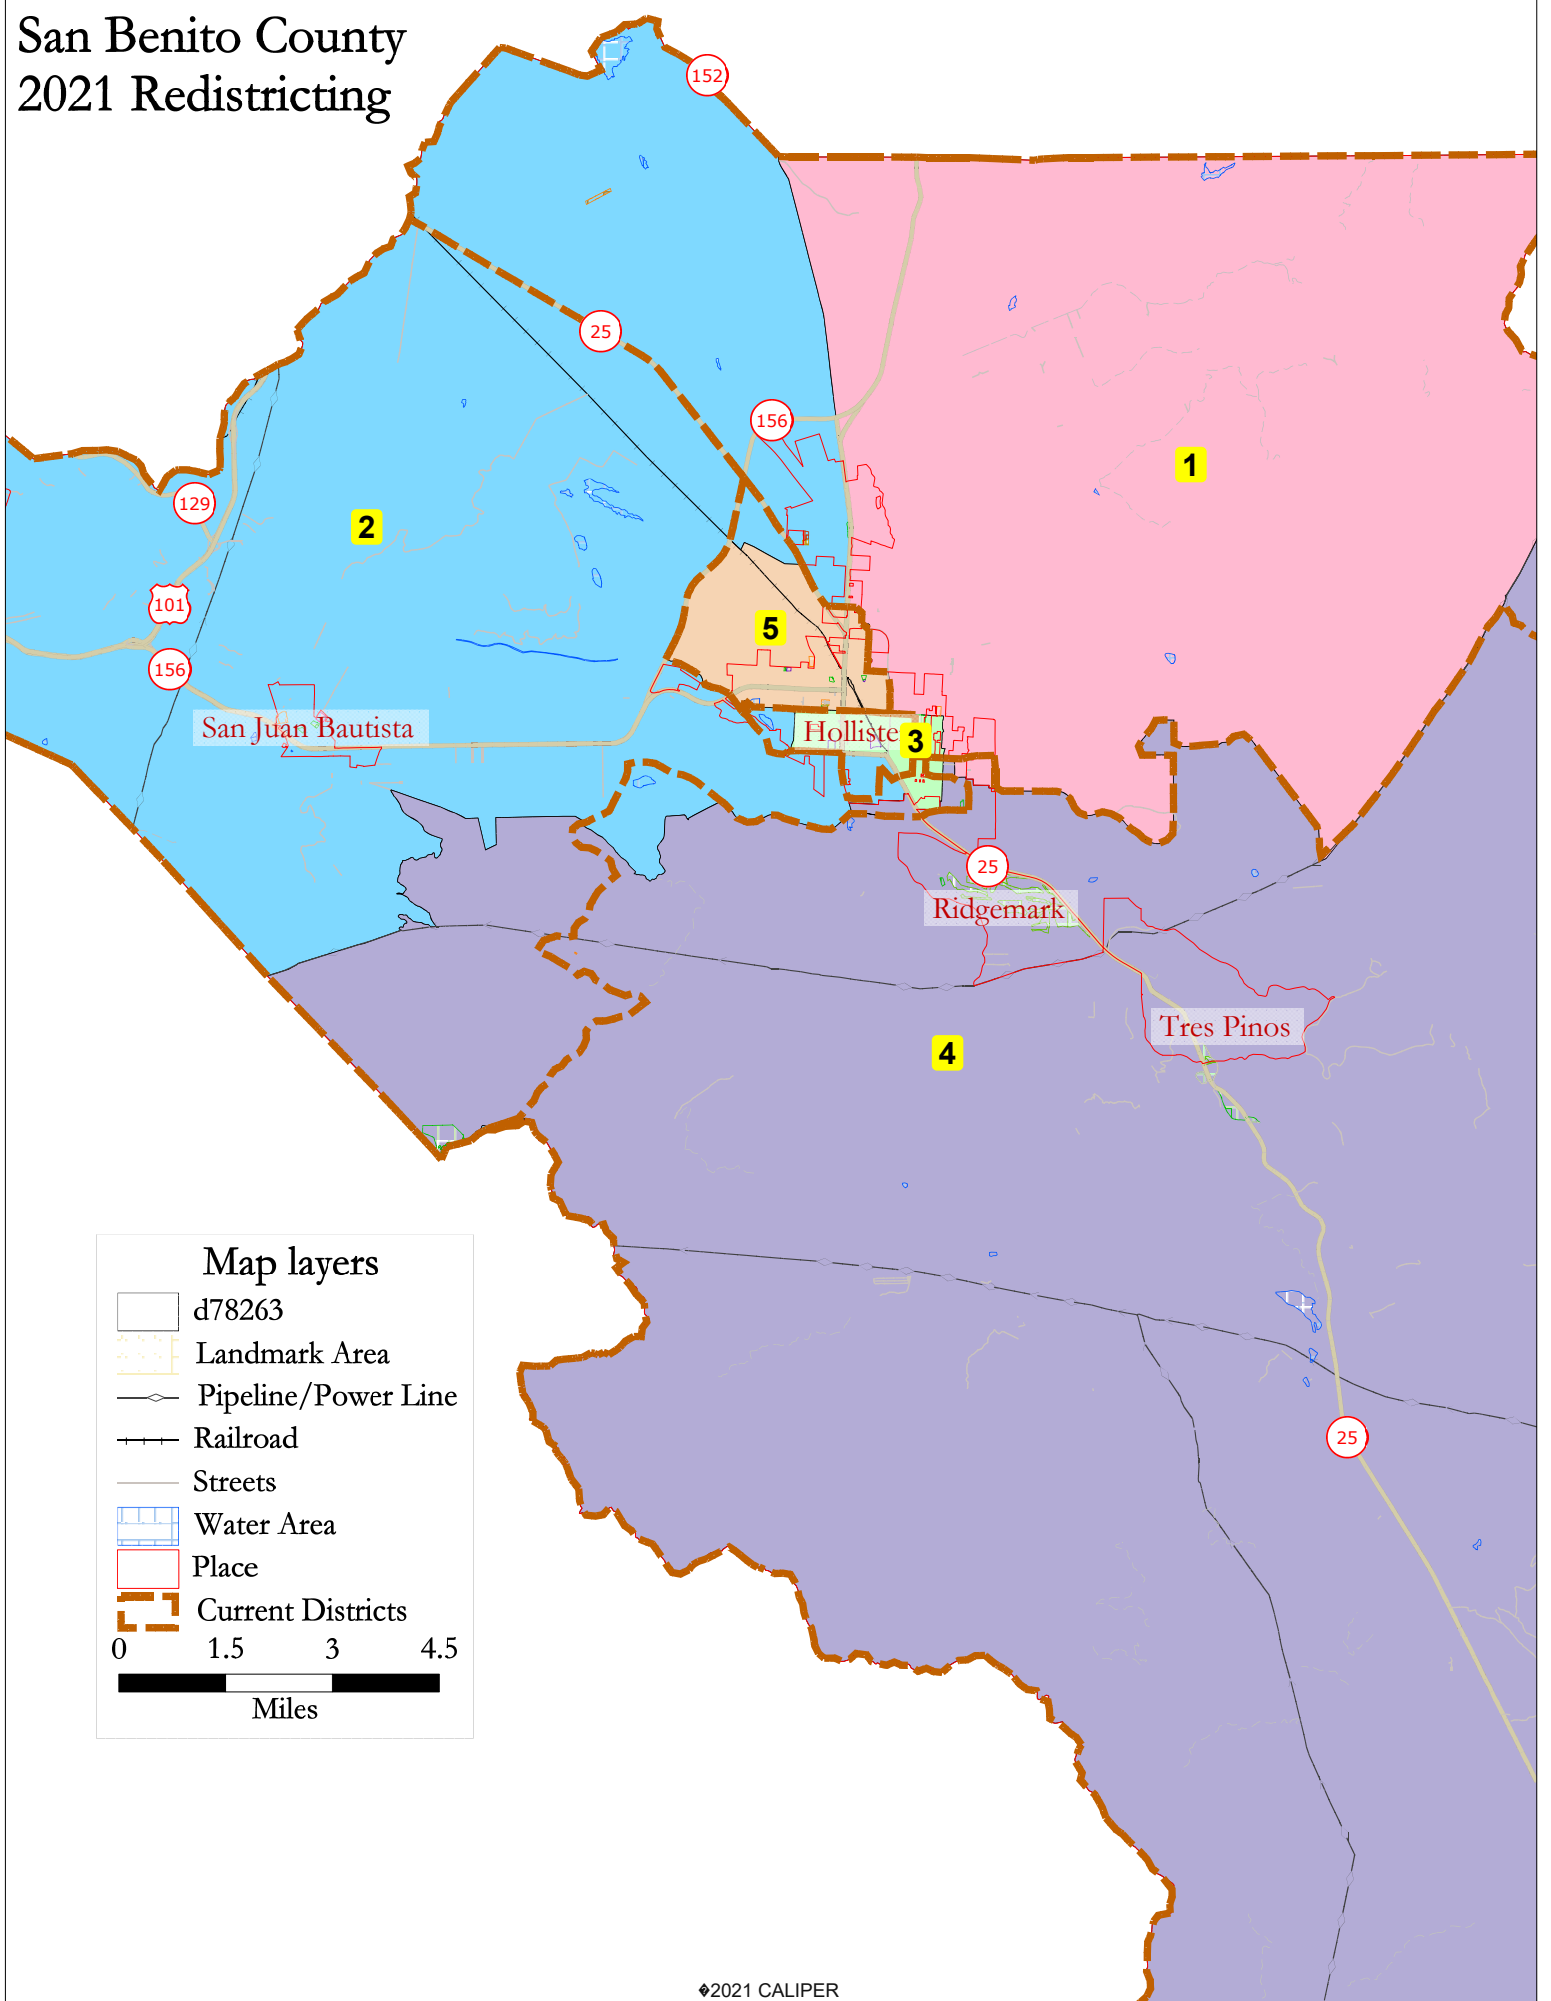 San Benito County
2021 Redistricting
152
25
156
1
129
2
101
5
156
San Juan Bautista
Holliste
3
25
Ridgemark
Tres Pinos
4
Map layers
d78263
Landmark Area
Pipeline/Power Line
Railroad
Streets
Water Area
Place
Current Districts
0 1.5 3 4.5
Miles
25
�2021 CALIPER